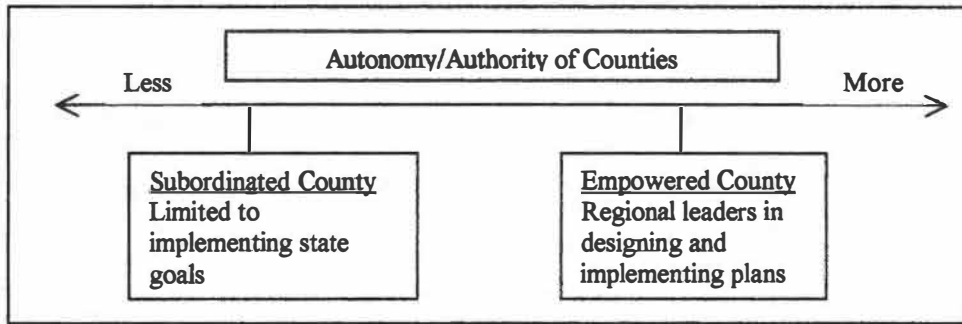 Autonomy/Authority of Counties
Less
More
Subordinated County
Limited to
implementing state
goals
Empowered County
Regional leaders in
designing and
implementing plans